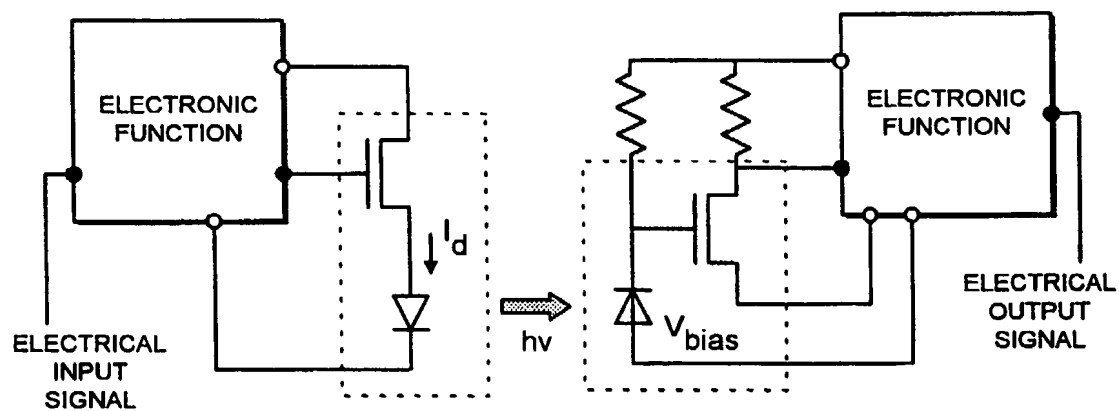 ELECTRONIC
FUNCTION
I_d
ELECTRICAL
INPUT
SIGNAL
hν
ELECTRONIC
FUNCTION
V_bias
ELECTRICAL
OUTPUT
SIGNAL